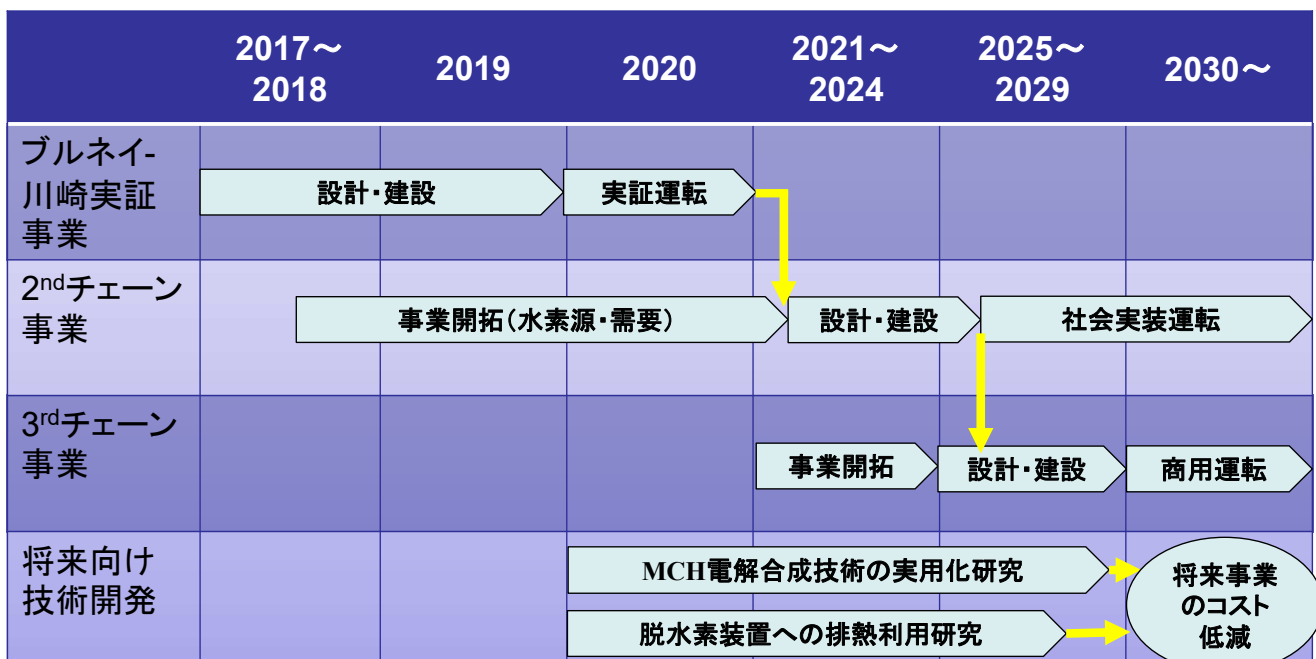 2017～
2018
2019
2020
2021～
2024
2025～
2029
2030～
ブルネイ-
川崎実証
事業
設計・建設
実証運転
2ndチェーン
事業
事業開拓（水素源・需要）
設計・建設
社会実装運転
3rdチェーン
事業
事業開拓
設計・建設
商用運転
将来向け
技術開発
MCH電解合成技術の実用化研究
脱水素装置への排熱利用研究
将来事業
のコスト
低減